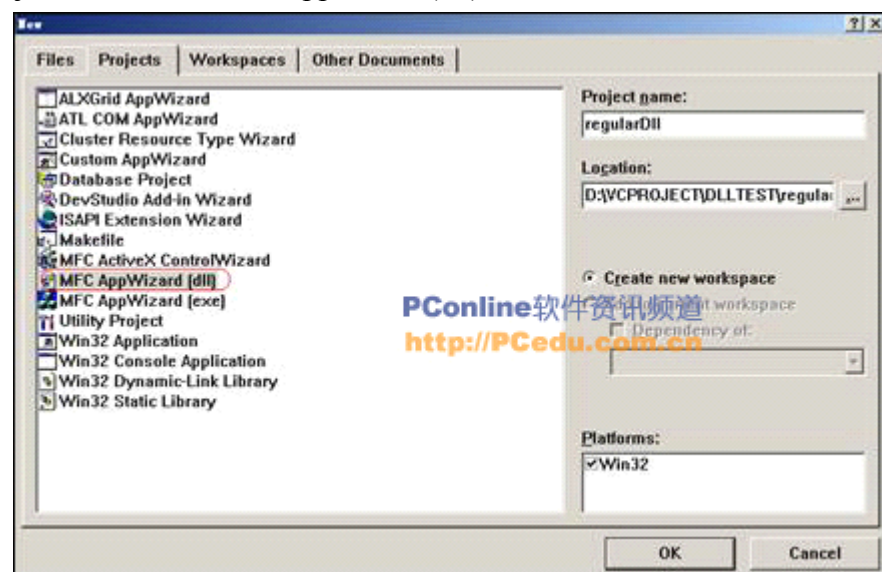 New
Files Projects Workspaces Other Documents
ALXGrid AppWizard
ATL COM AppWizard
Cluster Resource Type Wizard
Custom AppWizard
Database Project
DevStudio Add-in Wizard
ISAPI Extension Wizard
Makefile
MFC ActiveX ControlWizard
MFC AppWizard (dll)
MFC AppWizard (exe)
Utility Project
Win32 Application
Win32 Console Application
Win32 Dynamic-Link Library
Win32 Static Library
Project name:
regularDll
Location:
D:\VCPROJECT\DLLTEST\regula
...
Create new workspace
workspace
Dependency of:
PConline软件资讯频道
http://PCedu.com.cn
Platforms:
Win32
OK Cancel